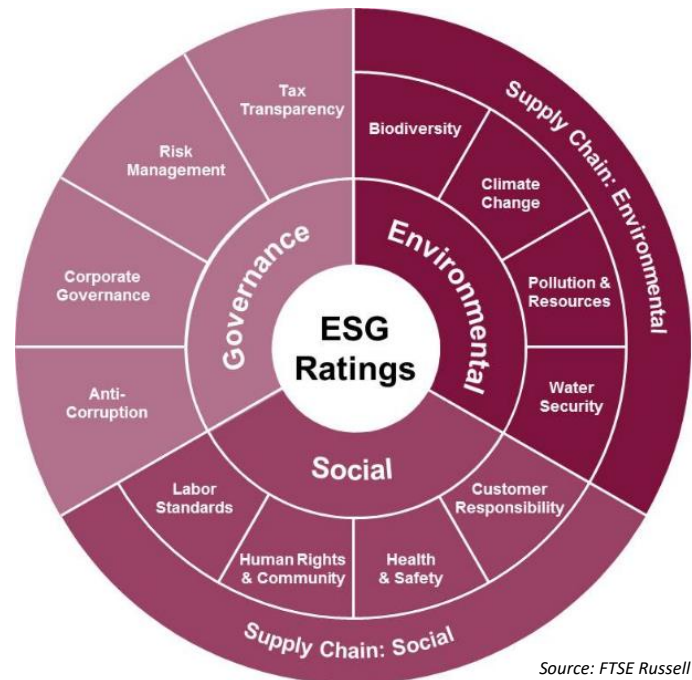 ESG
Ratings
Governance
Environmental
Social
Tax
Transparency
Risk
Management
Corporate
Governance
Anti-
Corruption
Biodiversity
Climate
Change
Pollution &
Resources
Water
Security
Supply Chain: Environmental
Labor
Standards
Human Rights
& Community
Health
& Safety
Customer
Responsibility
Supply Chain: Social
Source: FTSE Russell